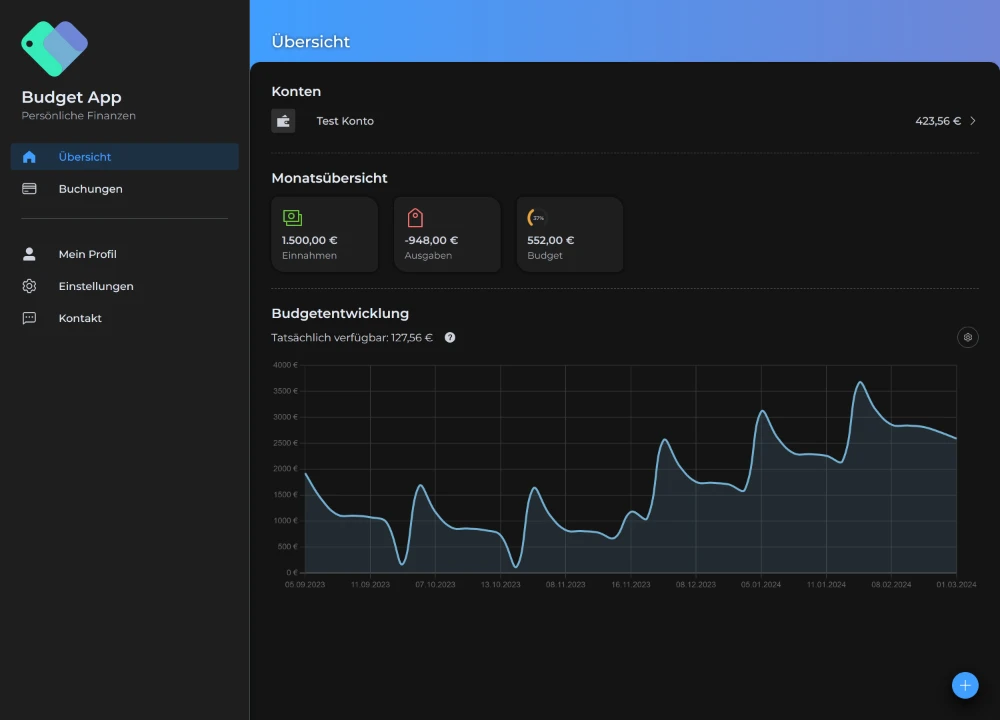 Budget App
Persönliche Finanzen
Übersicht
Buchungen
Mein Profil
Einstellungen
Kontakt
Übersicht
Konten
Test Konto 423,56 €
Monatsübersicht
1.500,00 €
Einnahmen
-948,00 €
Ausgaben
37%
552,00 €
Budget
Budgetentwicklung
Tatsächlich verfügbar: 127,56 € ?
4000 €
3500 €
3000 €
2500 €
2000 €
1500 €
1000 €
500 €
0 €
05.09.2023 11.09.2023 07.10.2023 13.10.2023 08.11.2023 16.11.2023 08.12.2023 05.01.2024 11.01.2024 08.02.2024 01.03.2024